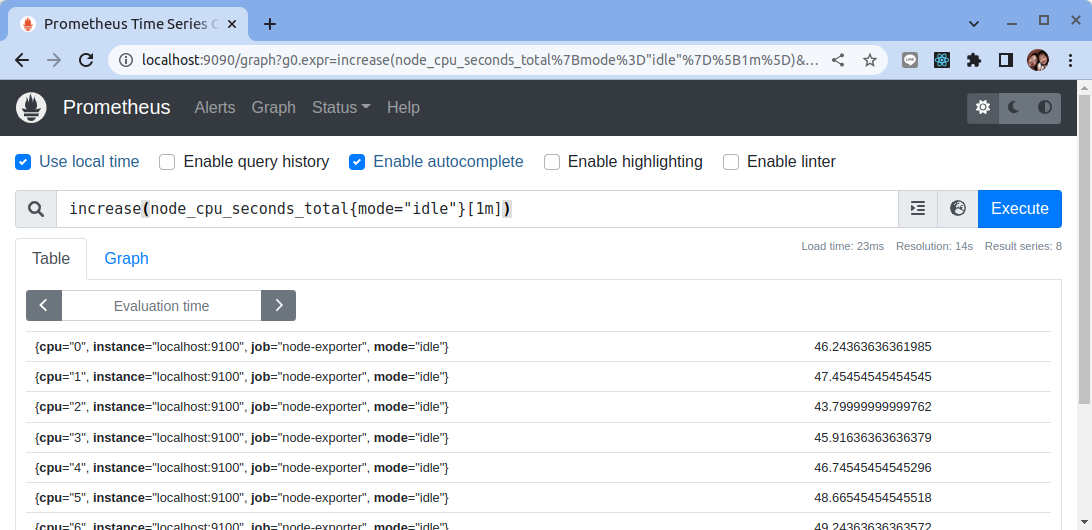 Prometheus Time Series C
localhost:9090/graph?g0.expr=increase(node_cpu_seconds_total%7Bmode%3D"idle"%7D%5B1m%5D)&...
Prometheus Alerts Graph Status Help
Use local time Enable query history Enable autocomplete Enable highlighting Enable linter
increase(node_cpu_seconds_total{mode="idle"}[1m]) Execute
Load time: 23ms Resolution: 14s Result series: 8
Table Graph
Evaluation time
{cpu="0", instance="localhost:9100", job="node-exporter", mode="idle"} 46.24363636361985
{cpu="1", instance="localhost:9100", job="node-exporter", mode="idle"} 47.45454545454545
{cpu="2", instance="localhost:9100", job="node-exporter", mode="idle"} 43.79999999999762
{cpu="3", instance="localhost:9100", job="node-exporter", mode="idle"} 45.91636363636379
{cpu="4", instance="localhost:9100", job="node-exporter", mode="idle"} 46.74545454545296
{cpu="5", instance="localhost:9100", job="node-exporter", mode="idle"} 48.66545454545518
{cpu="6", instance="localhost:9100", job="node-exporter", mode="idle"} 49.24363636363572